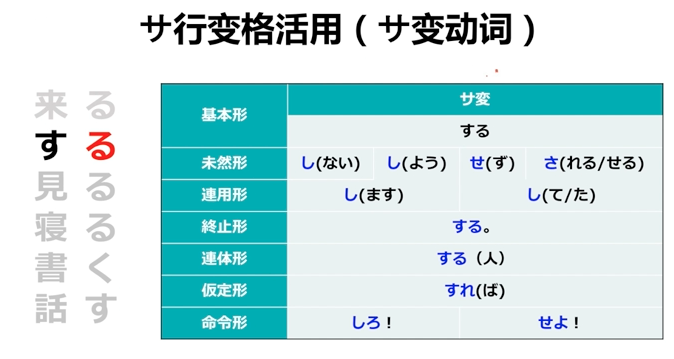 サ行变格活用（サ变动词）
来る
する
見る
寝る
書く
話す
基本形 サ変
する
未然形 し(ない) し(よう) せ(ず) さ(れる/せる)
連用形 し(ます) し(て/た)
終止形 する。
連体形 する（人）
仮定形 すれ(ば)
命令形 しろ！ せよ！